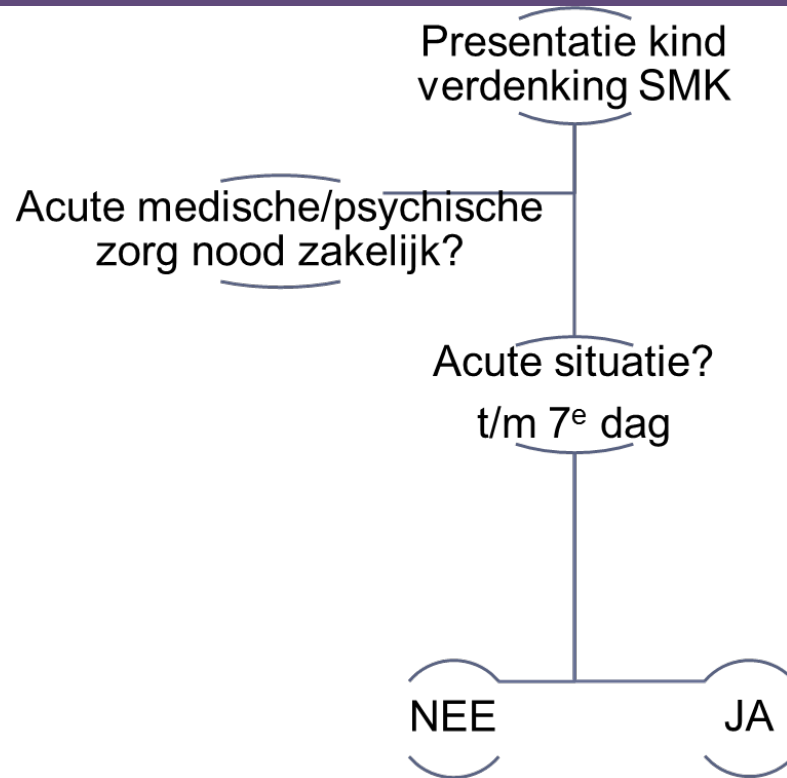 Presentatie kind
verdenking SMK
Acute medische/psychische
zorg nood zakelijk?
Acute situatie?
t/m 7e dag
NEE
JA